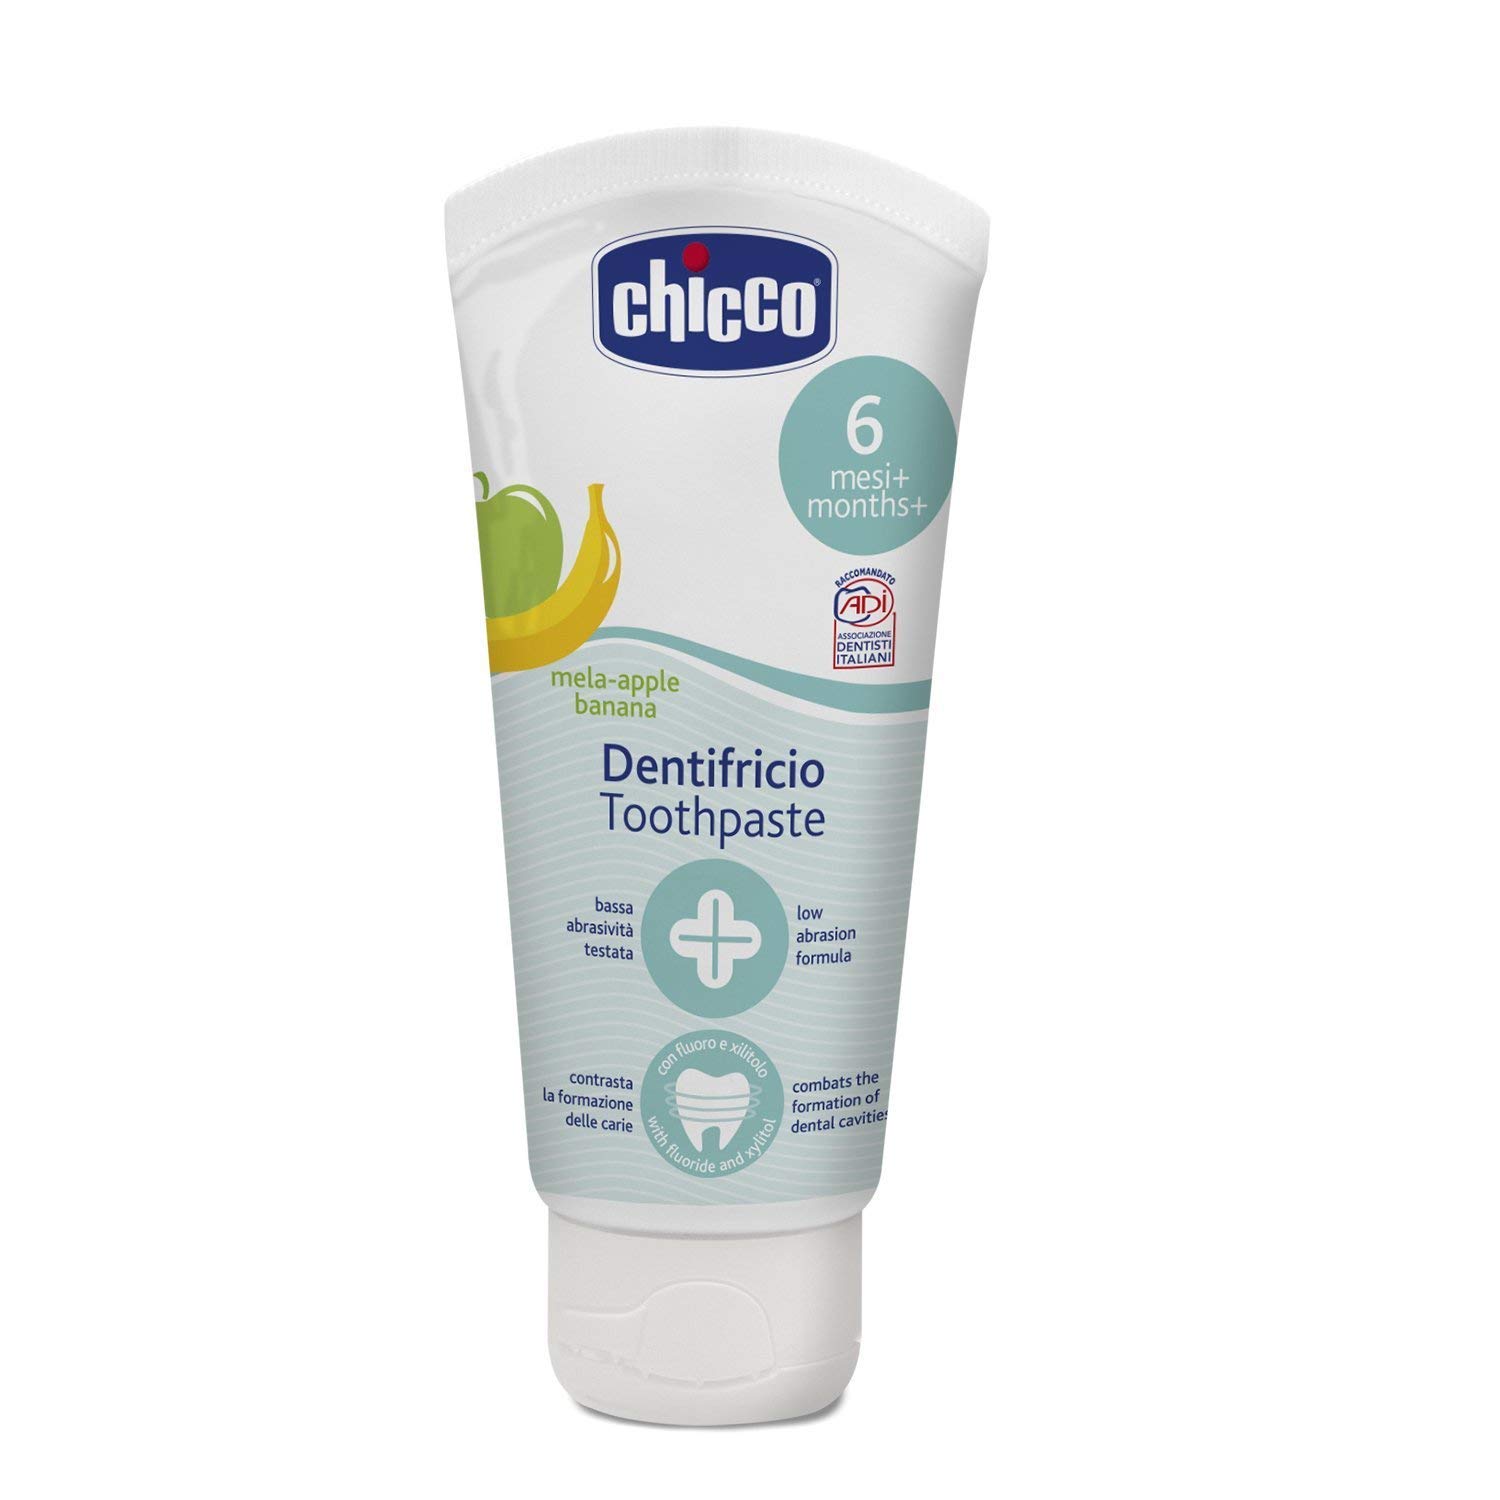 chicco®
6
mesi+
months+
RACCOMANDATO
ADi
ASSOCIAZIONE
DENTISTI
ITALIANI
mela-apple
banana
Dentifricio
Toothpaste
bassa
abrasività
testata
low
abrasion
formula
con fluoro e xilitolo
contrasta
la formazione
delle carie
combats the
formation of
dental cavities
with fluoride and xylitol